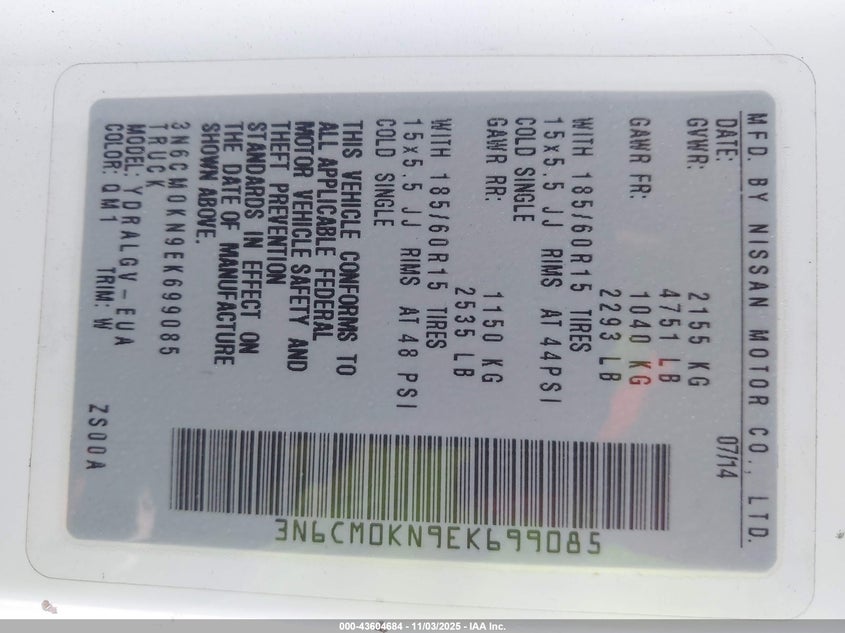 MFD. BY NISSAN MOTOR CO., LTD.
DATE: 07/14
GVWR: 2155 KG
4751 LB
GAWR FR: 1040 KG
2293 LB
WITH 185/60R15 TIRES
15x5.5 JJ RIMS AT 44PSI
COLD SINGLE
GAWR RR: 1150 KG
2535 LB
WITH 185/60R15 TIRES
15x5.5 JJ RIMS AT 48 PSI
COLD SINGLE
THIS VEHICLE CONFORMS TO
ALL APPLICABLE FEDERAL
MOTOR VEHICLE SAFETY AND
THEFT PREVENTION
STANDARDS IN EFFECT ON
THE DATE OF MANUFACTURE
SHOWN ABOVE.
3N6CM0KN9EK699085
TRUCK
MODEL: YDRALGV-EUA
COLOR: QM1 TRIM: W ZS00A
3N6CM0KN9EK699085
000-43604684 - 11/03/2025 - IAA Inc.